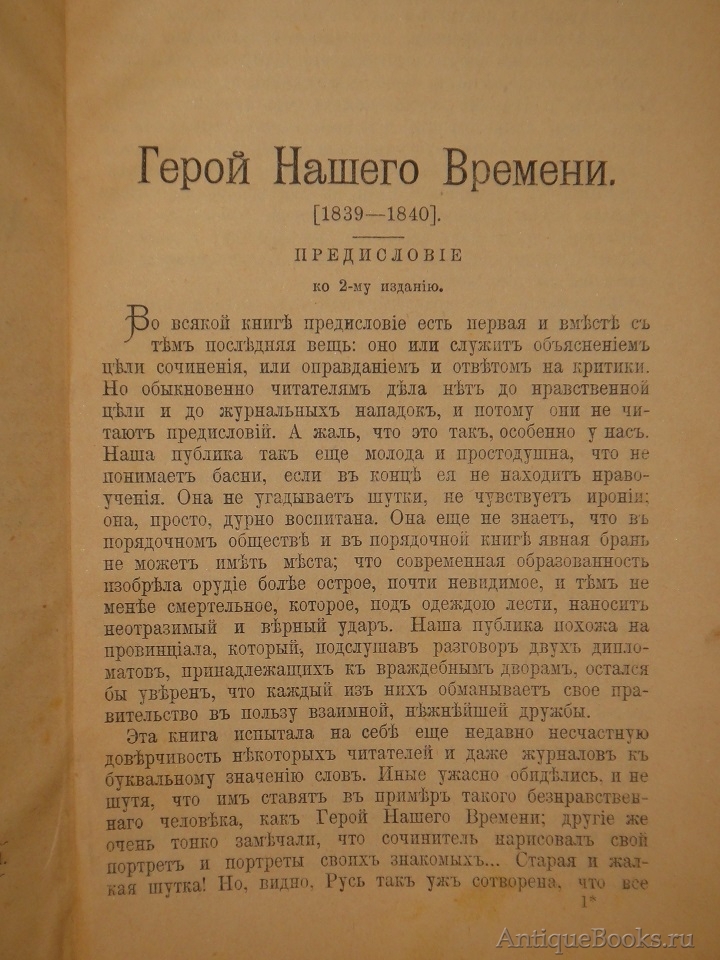 Герой Нашего Времени.
[1839—1840].
ПРЕДИСЛОВІЕ
ко 2-му изданію.
Во всякой книгѣ предисловіе есть первая и вмѣстѣ съ
тѣмъ послѣдняя вещь: оно или служитъ объясненіемъ
цѣли сочиненія, или оправданіемъ и отвѣтомъ на критики.
Но обыкновенно читателямъ дѣла нѣтъ до нравственной
цѣли и до журнальныхъ нападокъ, и потому они не чи-
таютъ предисловій. А жаль, что это такъ, особенно у насъ.
Наша публика такъ еще молода и простодушна, что не
понимаетъ басни, если въ концѣ ея не находитъ нраво-
ученія. Она не угадываетъ шутки, не чувствуетъ ироніи;
она, просто, дурно воспитана. Она еще не знаетъ, что въ
порядочномъ обществѣ и въ порядочной книгѣ явная брань
не можетъ имѣть мѣста; что современная образованность
изобрѣла орудіе болѣе острое, почти невидимое, и тѣмъ не
менѣе смертельное, которое, подъ одеждою лести, наноситъ
неотразимый и вѣрный ударъ. Наша публика похожа на
провинціала, который, подслушавъ разговоръ двухъ дипло-
матовъ, принадлежащихъ къ враждебнымъ дворамъ, остался
бы увѣренъ, что каждый изъ нихъ обманываетъ свое пра-
вительство въ пользу взаимной, нѣжнѣйшей дружбы.
Эта книга испытала на себѣ еще недавно несчастную
довѣрчивость нѣкоторыхъ читателей и даже журналовъ къ
буквальному значенію словъ. Иные ужасно обидѣлись, и не
шутя, что имъ ставятъ въ примѣръ такого безнравствен-
наго человѣка, какъ Герой Нашего Времени; другіе же
очень тонко замѣчали, что сочинитель нарисовалъ свой
портретъ и портреты своихъ знакомыхъ... Старая и жал-
кая шутка! Но, видно, Русь такъ ужъ сотворена, что все
1*
AntiqueBooks.ru